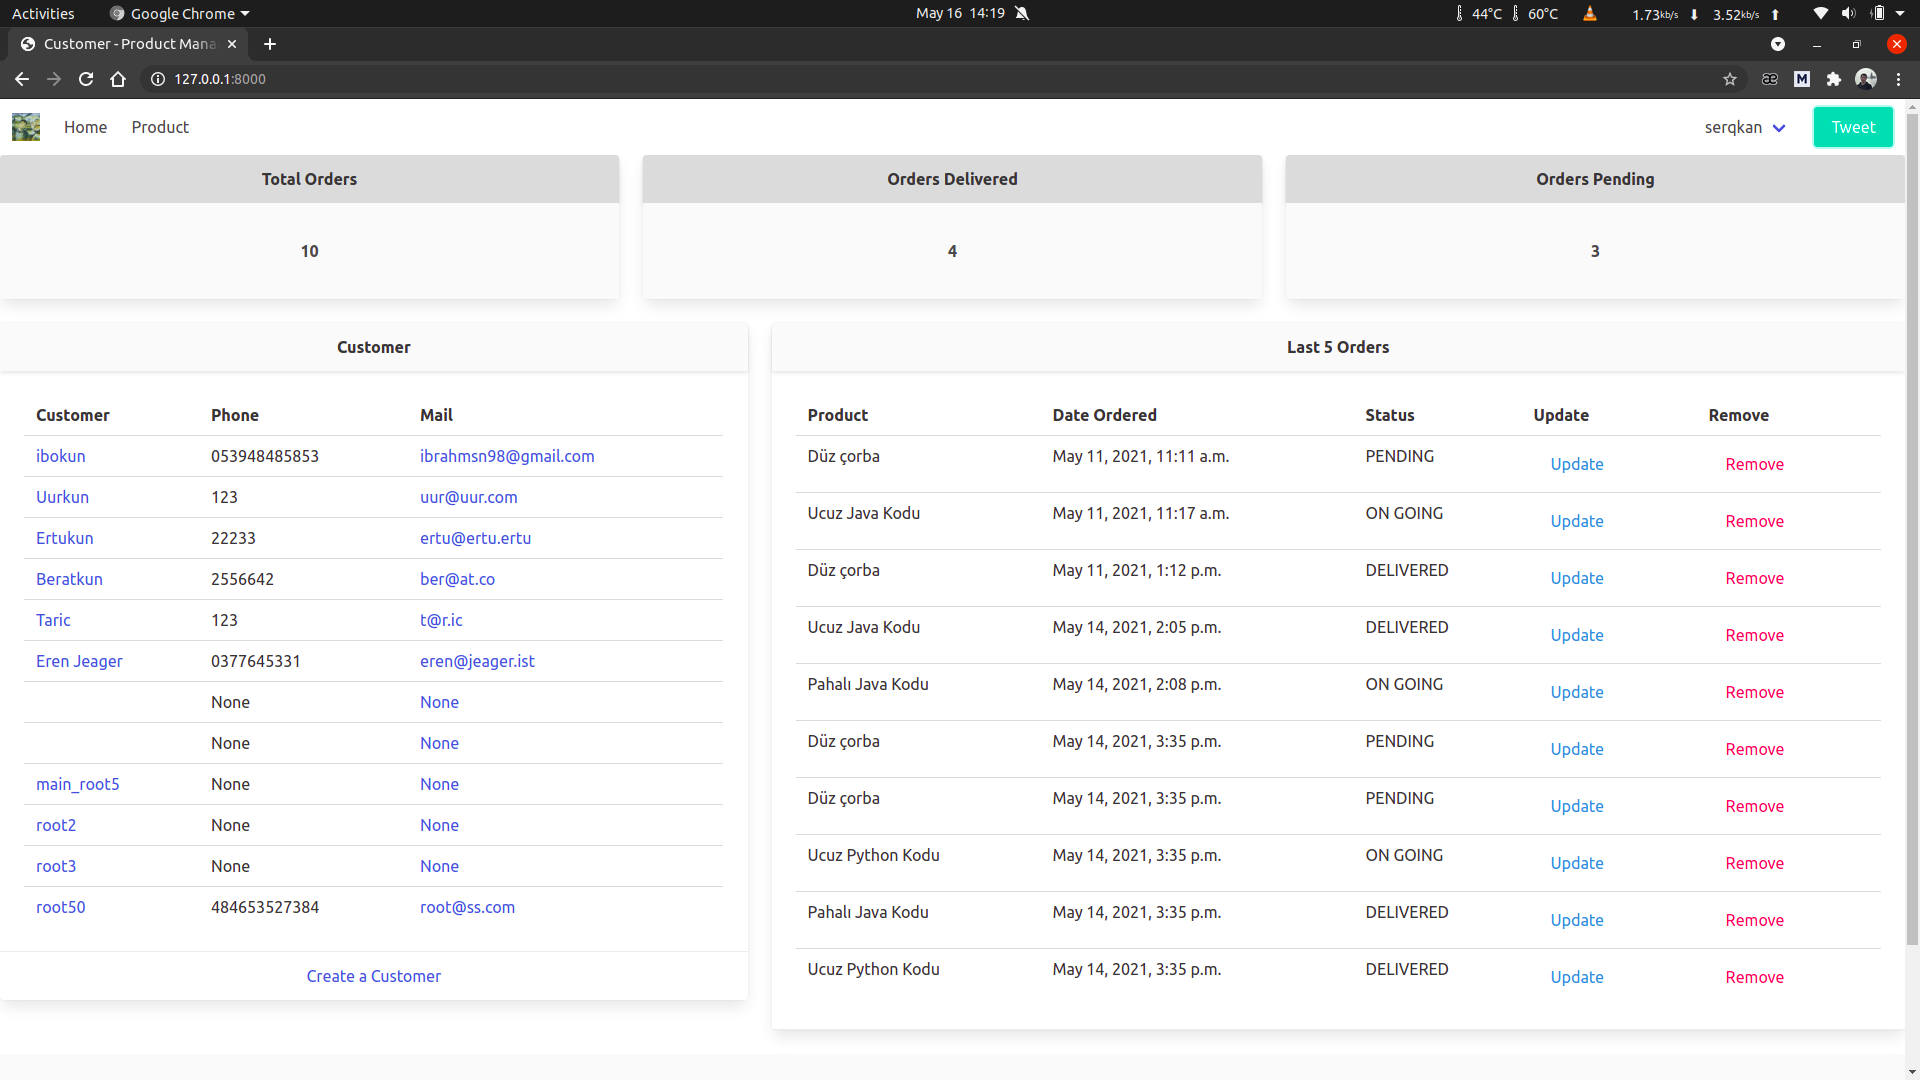 Activities Google Chrome May 16 14:19 44°C 60°C 1.73kb/s 3.52kb/s
Customer - Product Mana
127.0.0.1:8000 æ M
Home Product serqkan Tweet
Total Orders Orders Delivered Orders Pending
10 4 3
Customer
Customer Phone Mail
ibokun 053948485853 ibrahmsn98@gmail.com
Uurkun 123 uur@uur.com
Ertukun 22233 ertu@ertu.ertu
Beratkun 2556642 ber@at.co
Taric 123 t@r.ic
Eren Jeager 0377645331 eren@jeager.ist
None None
None None
main_root5 None None
root2 None None
root3 None None
root50 484653527384 root@ss.com
Create a Customer
Last 5 Orders
Product Date Ordered Status Update Remove
Düz çorba May 11, 2021, 11:11 a.m. PENDING Update Remove
Ucuz Java Kodu May 11, 2021, 11:17 a.m. ON GOING Update Remove
Düz çorba May 11, 2021, 1:12 p.m. DELIVERED Update Remove
Ucuz Java Kodu May 14, 2021, 2:05 p.m. DELIVERED Update Remove
Pahalı Java Kodu May 14, 2021, 2:08 p.m. ON GOING Update Remove
Düz çorba May 14, 2021, 3:35 p.m. PENDING Update Remove
Düz çorba May 14, 2021, 3:35 p.m. PENDING Update Remove
Ucuz Python Kodu May 14, 2021, 3:35 p.m. ON GOING Update Remove
Pahalı Java Kodu May 14, 2021, 3:35 p.m. DELIVERED Update Remove
Ucuz Python Kodu May 14, 2021, 3:35 p.m. DELIVERED Update Remove